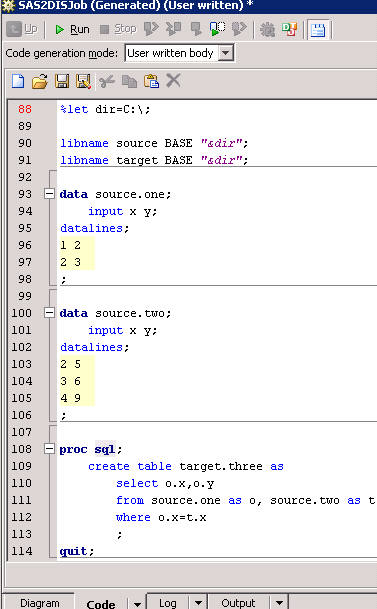 SAS2DISJob (Generated) (User written) *
Up Run Stop
Code generation mode: User written body
88 %let dir=C:\;
89
90 libname source BASE "&dir";
91 libname target BASE "&dir";
92
93 data source.one;
94 input x y;
95 datalines;
96 1 2
97 2 3
98 ;
99
100 data source.two;
101 input x y;
102 datalines;
103 2 5
104 3 6
105 4 9
106 ;
107
108 proc sql;
109 create table target.three as
110 select o.x,o.y
111 from source.one as o, source.two as t
112 where o.x=t.x
113 ;
114 quit;
Diagram Code Log Output